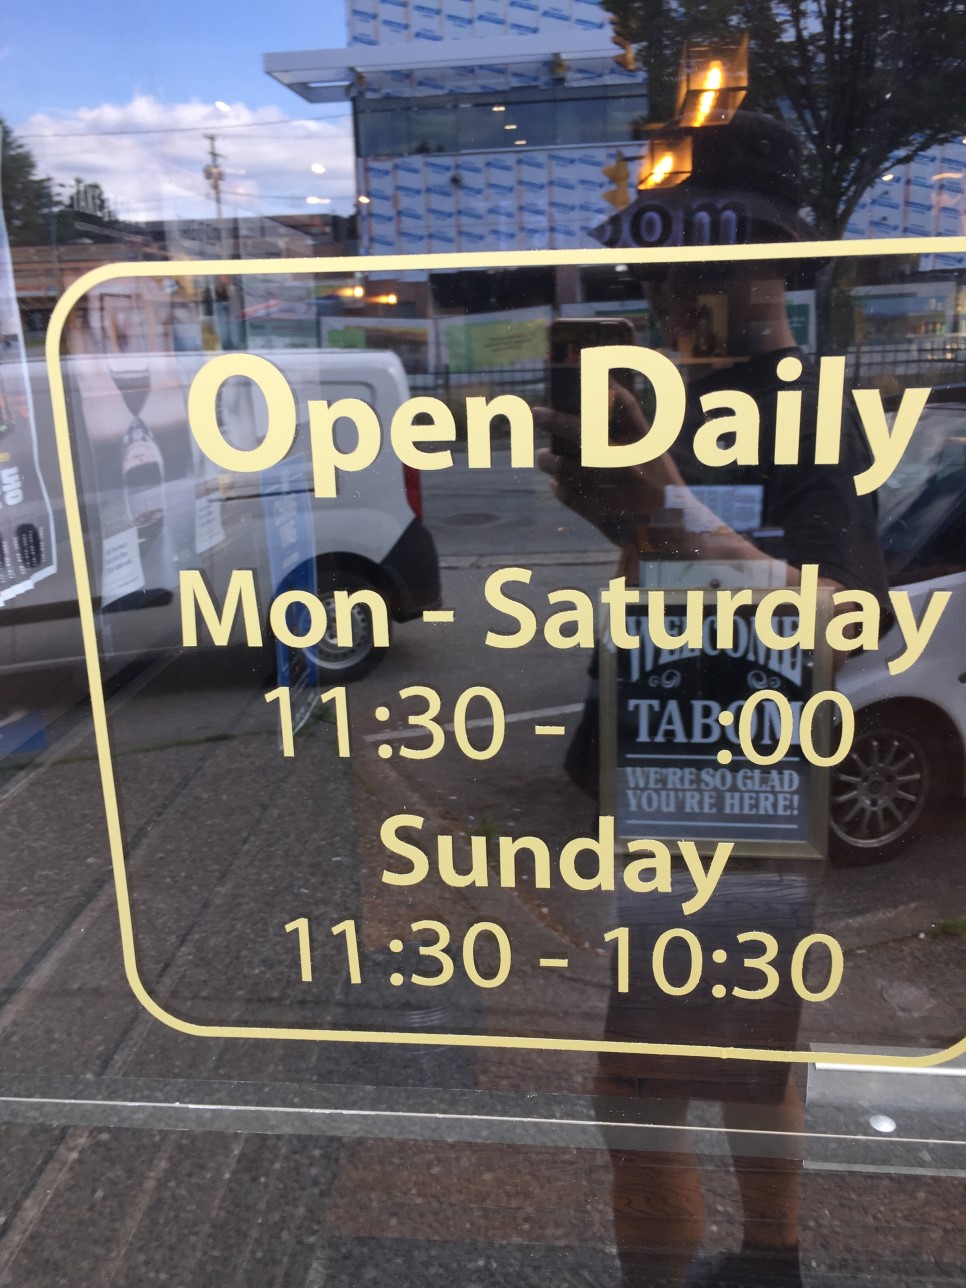 om
Open Daily
Mon - Saturday
11:30 - :00
Sunday
11:30 - 10:30
WELCOME
TABOM
WE'RE SO GLAD
YOU'RE HERE!